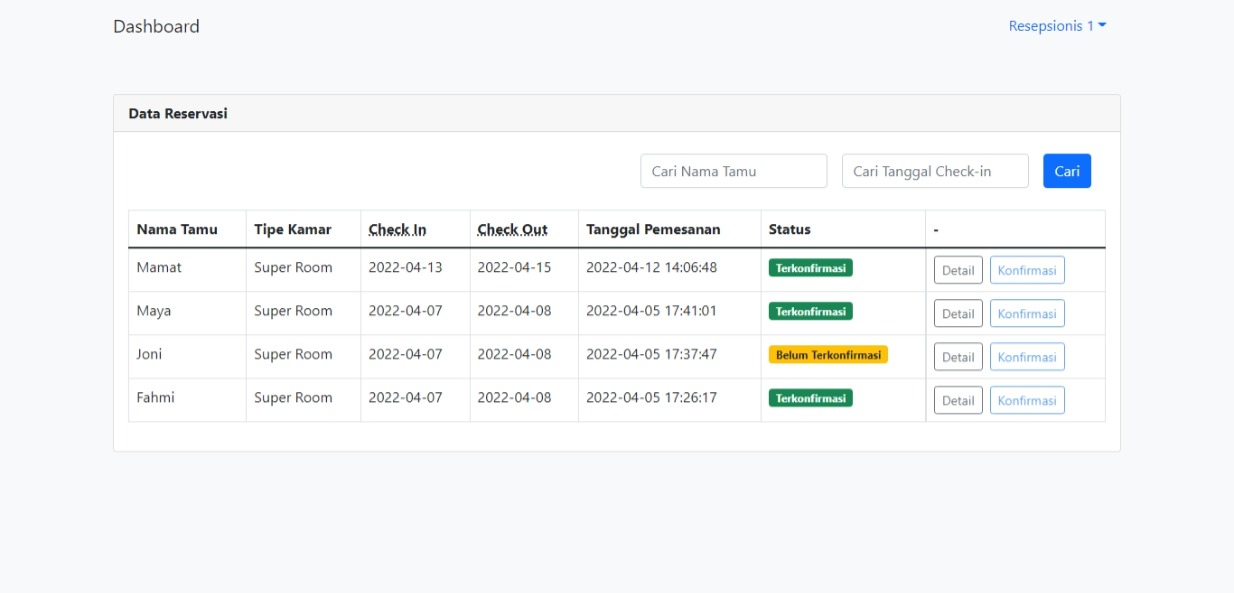 Dashboard Resepsionis 1
Data Reservasi
Cari Nama Tamu Cari Tanggal Check-in Cari
Nama Tamu Tipe Kamar Check In Check Out Tanggal Pemesanan Status -
Mamat Super Room 2022-04-13 2022-04-15 2022-04-12 14:06:48 Terkonfirmasi Detail Konfirmasi
Maya Super Room 2022-04-07 2022-04-08 2022-04-05 17:41:01 Terkonfirmasi Detail Konfirmasi
Joni Super Room 2022-04-07 2022-04-08 2022-04-05 17:37:47 Belum Terkonfirmasi Detail Konfirmasi
Fahmi Super Room 2022-04-07 2022-04-08 2022-04-05 17:26:17 Terkonfirmasi Detail Konfirmasi